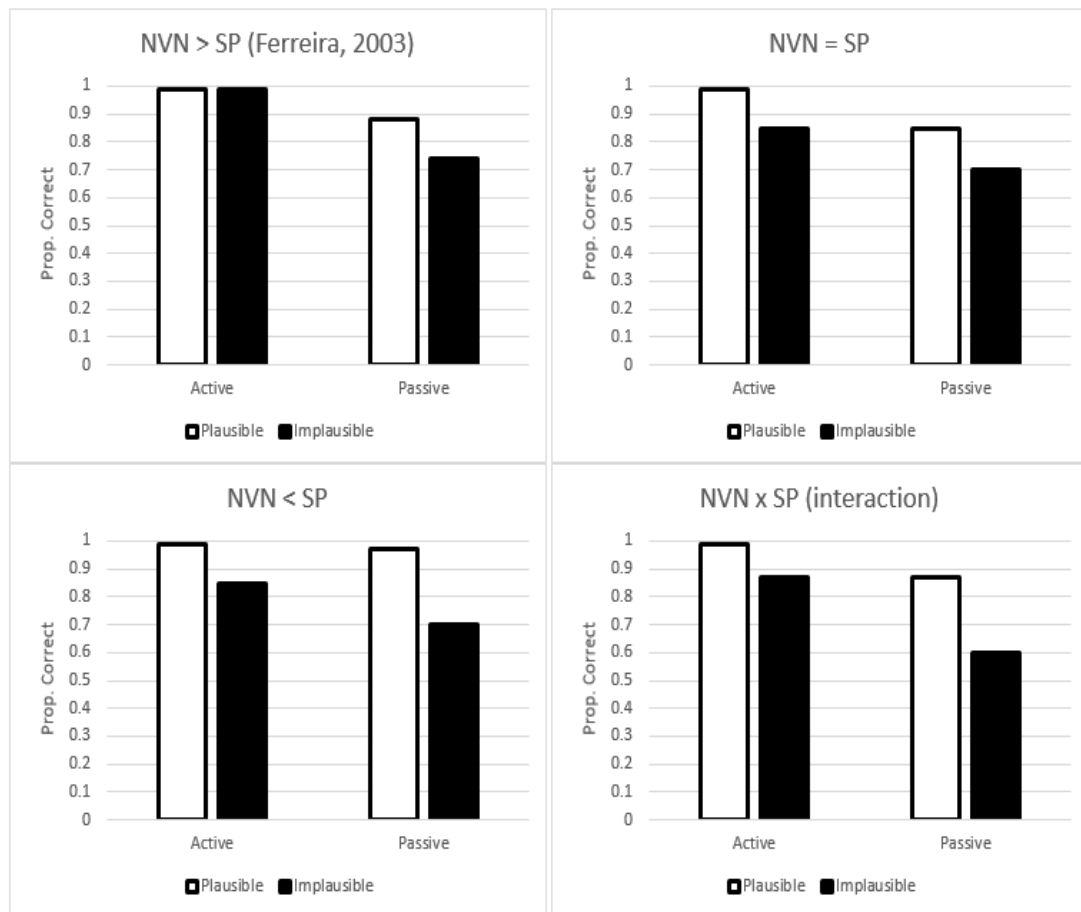 NVN > SP (Ferreira, 2003)
Prop. Correct
1
0.9
0.8
0.7
0.6
0.5
0.4
0.3
0.2
0.1
0
Active Passive
Plausible Implausible
NVN = SP
Prop. Correct
1
0.9
0.8
0.7
0.6
0.5
0.4
0.3
0.2
0.1
0
Active Passive
Plausible Implausible
NVN < SP
Prop. Correct
1
0.9
0.8
0.7
0.6
0.5
0.4
0.3
0.2
0.1
0
Active Passive
Plausible Implausible
NVN x SP (interaction)
Prop. Correct
1
0.9
0.8
0.7
0.6
0.5
0.4
0.3
0.2
0.1
0
Active Passive
Plausible Implausible